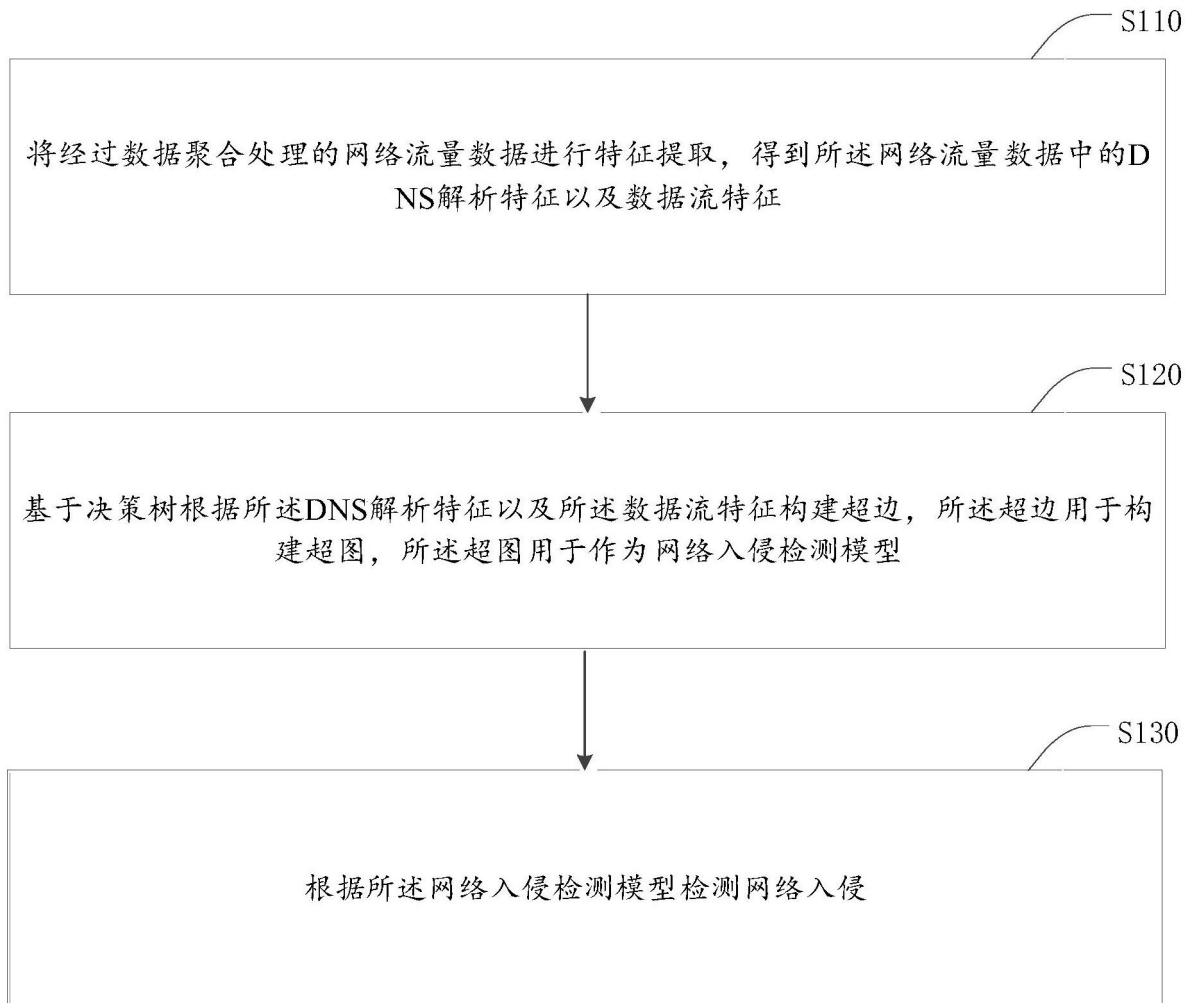 S110
将经过数据聚合处理的网络流量数据进行特征提取，得到所述网络流量数据中的D
NS解析特征以及数据流特征
S120
基于决策树根据所述DNS解析特征以及所述数据流特征构建超边，所述超边用于构
建超图，所述超图用于作为网络入侵检测模型
S130
根据所述网络入侵检测模型检测网络入侵